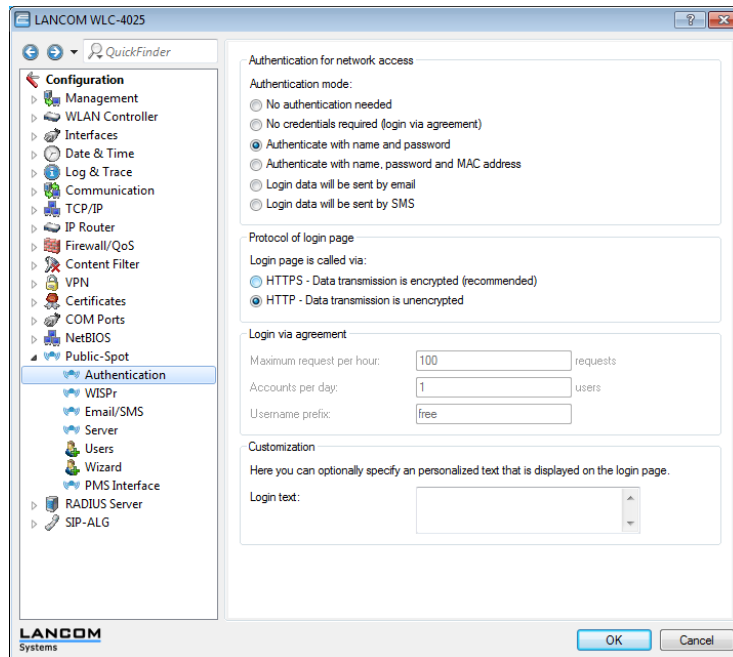 LANCOM WLC-4025
QuickFinder
Configuration
Management
WLAN Controller
Interfaces
Date & Time
Log & Trace
Communication
TCP/IP
IP Router
Firewall/QoS
Content Filter
VPN
Certificates
COM Ports
NetBIOS
Public-Spot
Authentication
WISPr
Email/SMS
Server
Users
Wizard
PMS Interface
RADIUS Server
SIP-ALG
Authentication for network access
Authentication mode:
No authentication needed
No credentials required (login via agreement)
Authenticate with name and password
Authenticate with name, password and MAC address
Login data will be sent by email
Login data will be sent by SMS
Protocol of login page
Login page is called via:
HTTPS - Data transmission is encrypted (recommended)
HTTP - Data transmission is unencrypted
Login via agreement
Maximum request per hour: 100 requests
Accounts per day: 1 users
Username prefix: free
Customization
Here you can optionally specify an personalized text that is displayed on the login page.
Login text:
LANCOM
Systems
OK Cancel